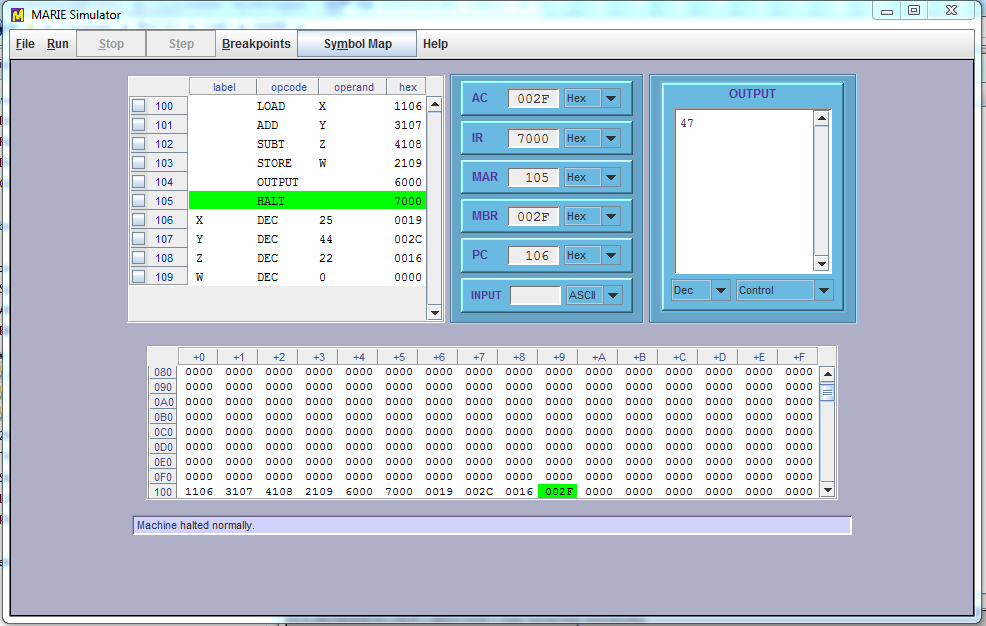 MARIE Simulator
File Run Stop Step Breakpoints Symbol Map Help
label opcode operand hex
100 LOAD X 1106
101 ADD Y 3107
102 SUBT Z 4108
103 STORE W 2109
104 OUTPUT 6000
105 HALT 7000
106 X DEC 25 0019
107 Y DEC 44 002C
108 Z DEC 22 0016
109 W DEC 0 0000
AC 002F Hex
IR 7000 Hex
MAR 105 Hex
MBR 002F Hex
PC 106 Hex
INPUT ASCII
OUTPUT
47
Dec Control
+0 +1 +2 +3 +4 +5 +6 +7 +8 +9 +A +B +C +D +E +F
080 0000 0000 0000 0000 0000 0000 0000 0000 0000 0000 0000 0000 0000 0000 0000 0000
090 0000 0000 0000 0000 0000 0000 0000 0000 0000 0000 0000 0000 0000 0000 0000 0000
0A0 0000 0000 0000 0000 0000 0000 0000 0000 0000 0000 0000 0000 0000 0000 0000 0000
0B0 0000 0000 0000 0000 0000 0000 0000 0000 0000 0000 0000 0000 0000 0000 0000 0000
0C0 0000 0000 0000 0000 0000 0000 0000 0000 0000 0000 0000 0000 0000 0000 0000 0000
0D0 0000 0000 0000 0000 0000 0000 0000 0000 0000 0000 0000 0000 0000 0000 0000 0000
0E0 0000 0000 0000 0000 0000 0000 0000 0000 0000 0000 0000 0000 0000 0000 0000 0000
0F0 0000 0000 0000 0000 0000 0000 0000 0000 0000 0000 0000 0000 0000 0000 0000 0000
100 1106 3107 4108 2109 6000 7000 0019 002C 0016 002F 0000 0000 0000 0000 0000 0000
Machine halted normally.